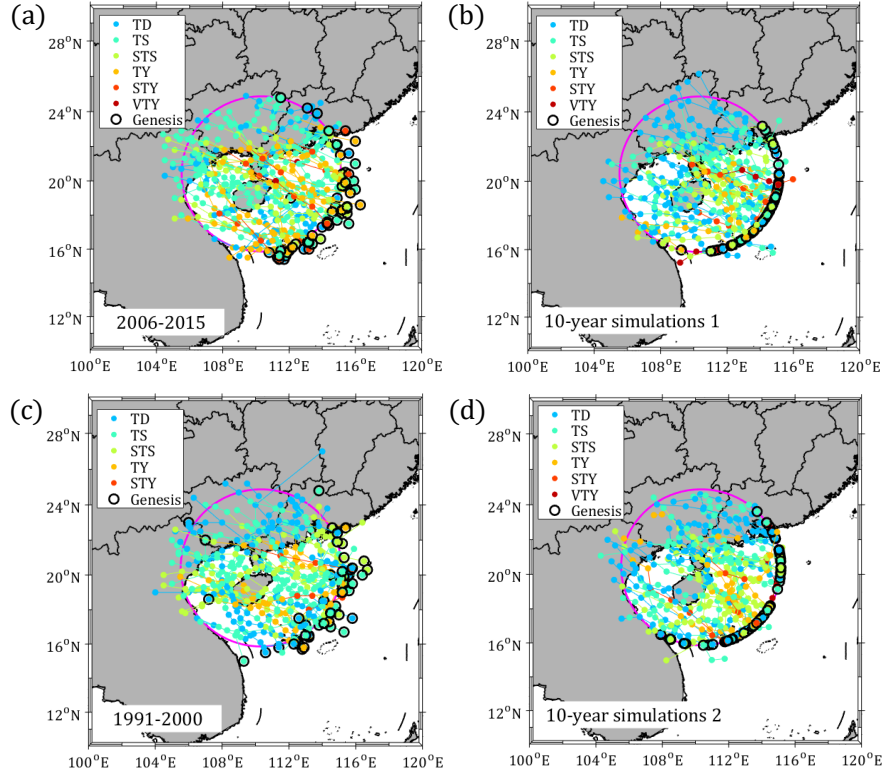 (a)
TD
TS
STS
TY
STY
VTY
Genesis
28°N
24°N
20°N
16°N
12°N
2006-2015
100°E
104°E
108°E
112°E
116°E
120°E
(b)
TD
TS
STS
TY
STY
VTY
Genesis
28°N
24°N
20°N
16°N
12°N
10-year simulations 1
100°E
104°E
108°E
112°E
116°E
120°E
(c)
TD
TS
STS
TY
STY
Genesis
28°N
24°N
20°N
16°N
12°N
1991-2000
100°E
104°E
108°E
112°E
116°E
120°E
(d)
TD
TS
STS
TY
STY
VTY
Genesis
28°N
24°N
20°N
16°N
12°N
10-year simulations 2
100°E
104°E
108°E
112°E
116°E
120°E